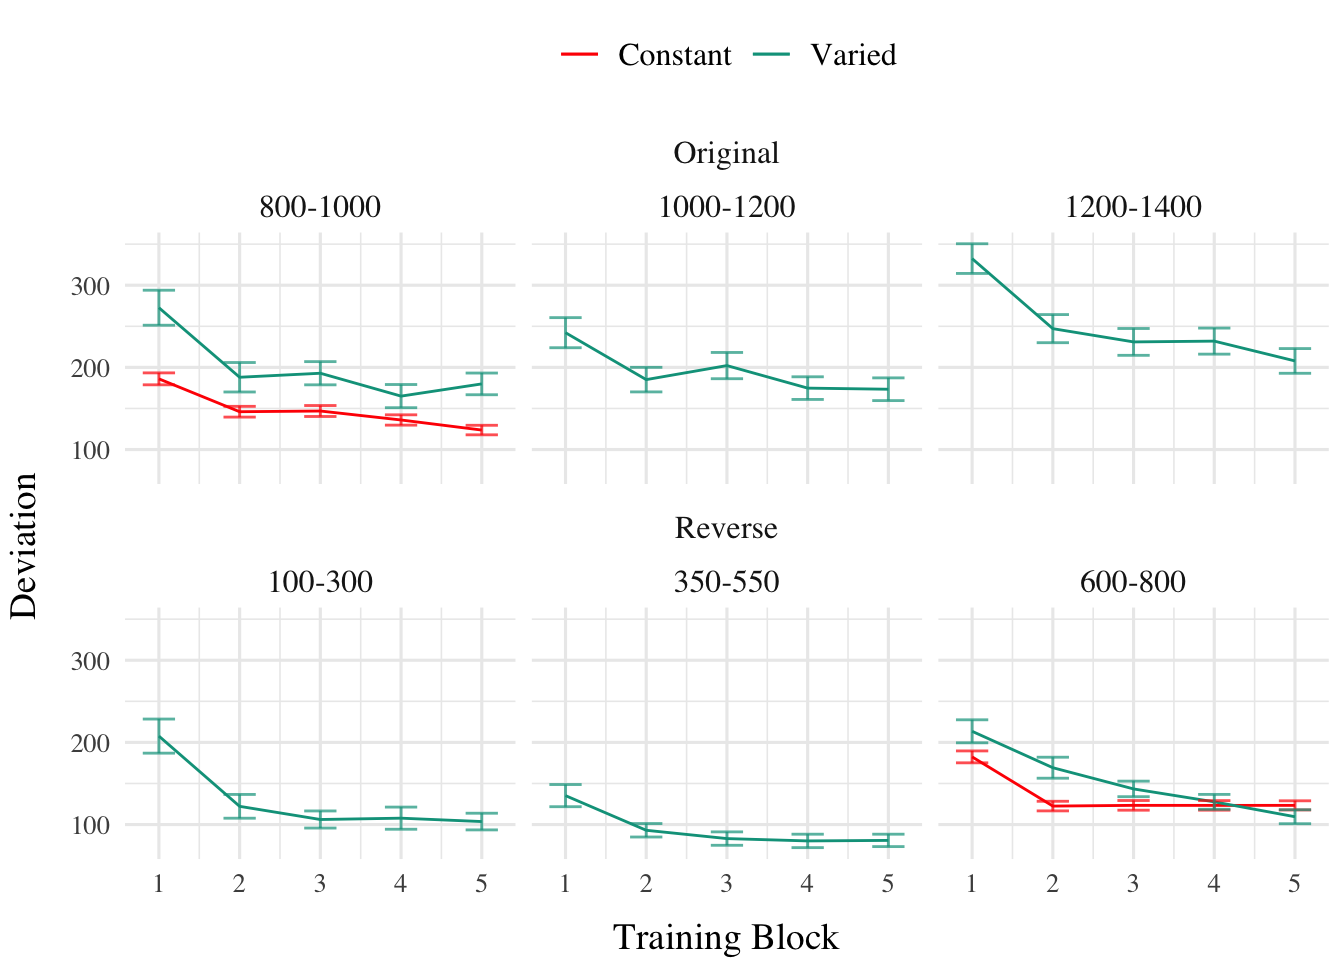 Constant Varied
Original
800-1000 1000-1200 1200-1400
300
200
100
Deviation
Reverse
100-300 350-550 600-800
300
200
100
1 2 3 4 5 1 2 3 4 5 1 2 3 4 5
Training Block